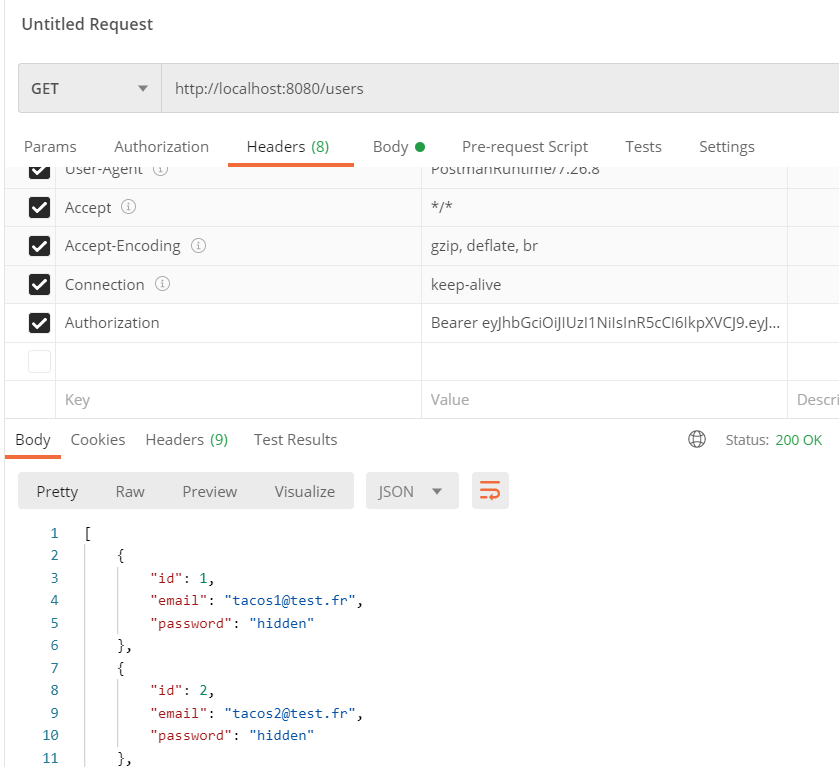 Untitled Request
GET http://localhost:8080/users
Params Authorization Headers (8) Body Pre-request Script Tests Settings
User-Agent PostmanRuntime/7.26.8
Accept */*
Accept-Encoding gzip, deflate, br
Connection keep-alive
Authorization Bearer eyJhbGciOiJIUzI1NiIsInR5cCI6IkpXVCJ9.eyJ...
Key Value Descri
Body Cookies Headers (9) Test Results Status: 200 OK
Pretty Raw Preview Visualize JSON
1 [
2 {
3 "id": 1,
4 "email": "tacos1@test.fr",
5 "password": "hidden"
6 },
7 {
8 "id": 2,
9 "email": "tacos2@test.fr",
10 "password": "hidden"
11 },